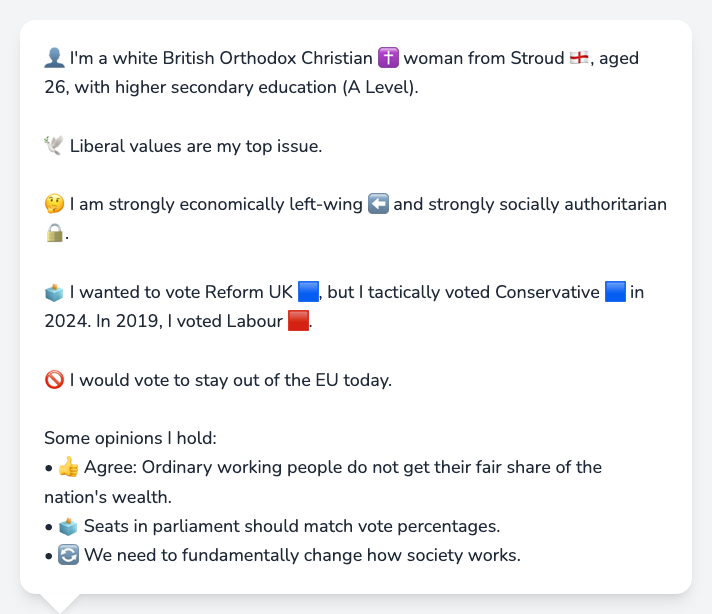 👤 I'm a white British Orthodox Christian ✝️ woman from Stroud 🏴󠁧󠁢󠁥󠁮󠁧󠁿, aged
26, with higher secondary education (A Level).
🕊️ Liberal values are my top issue.
🤔 I am strongly economically left-wing ⬅️ and strongly socially authoritarian
🔒.
🗳️ I wanted to vote Reform UK 🟦, but I tactically voted Conservative 🟦 in
2024. In 2019, I voted Labour 🟥.
🚫 I would vote to stay out of the EU today.
Some opinions I hold:
• 👍 Agree: Ordinary working people do not get their fair share of the
nation's wealth.
• 🗳️ Seats in parliament should match vote percentages.
• 🔄 We need to fundamentally change how society works.